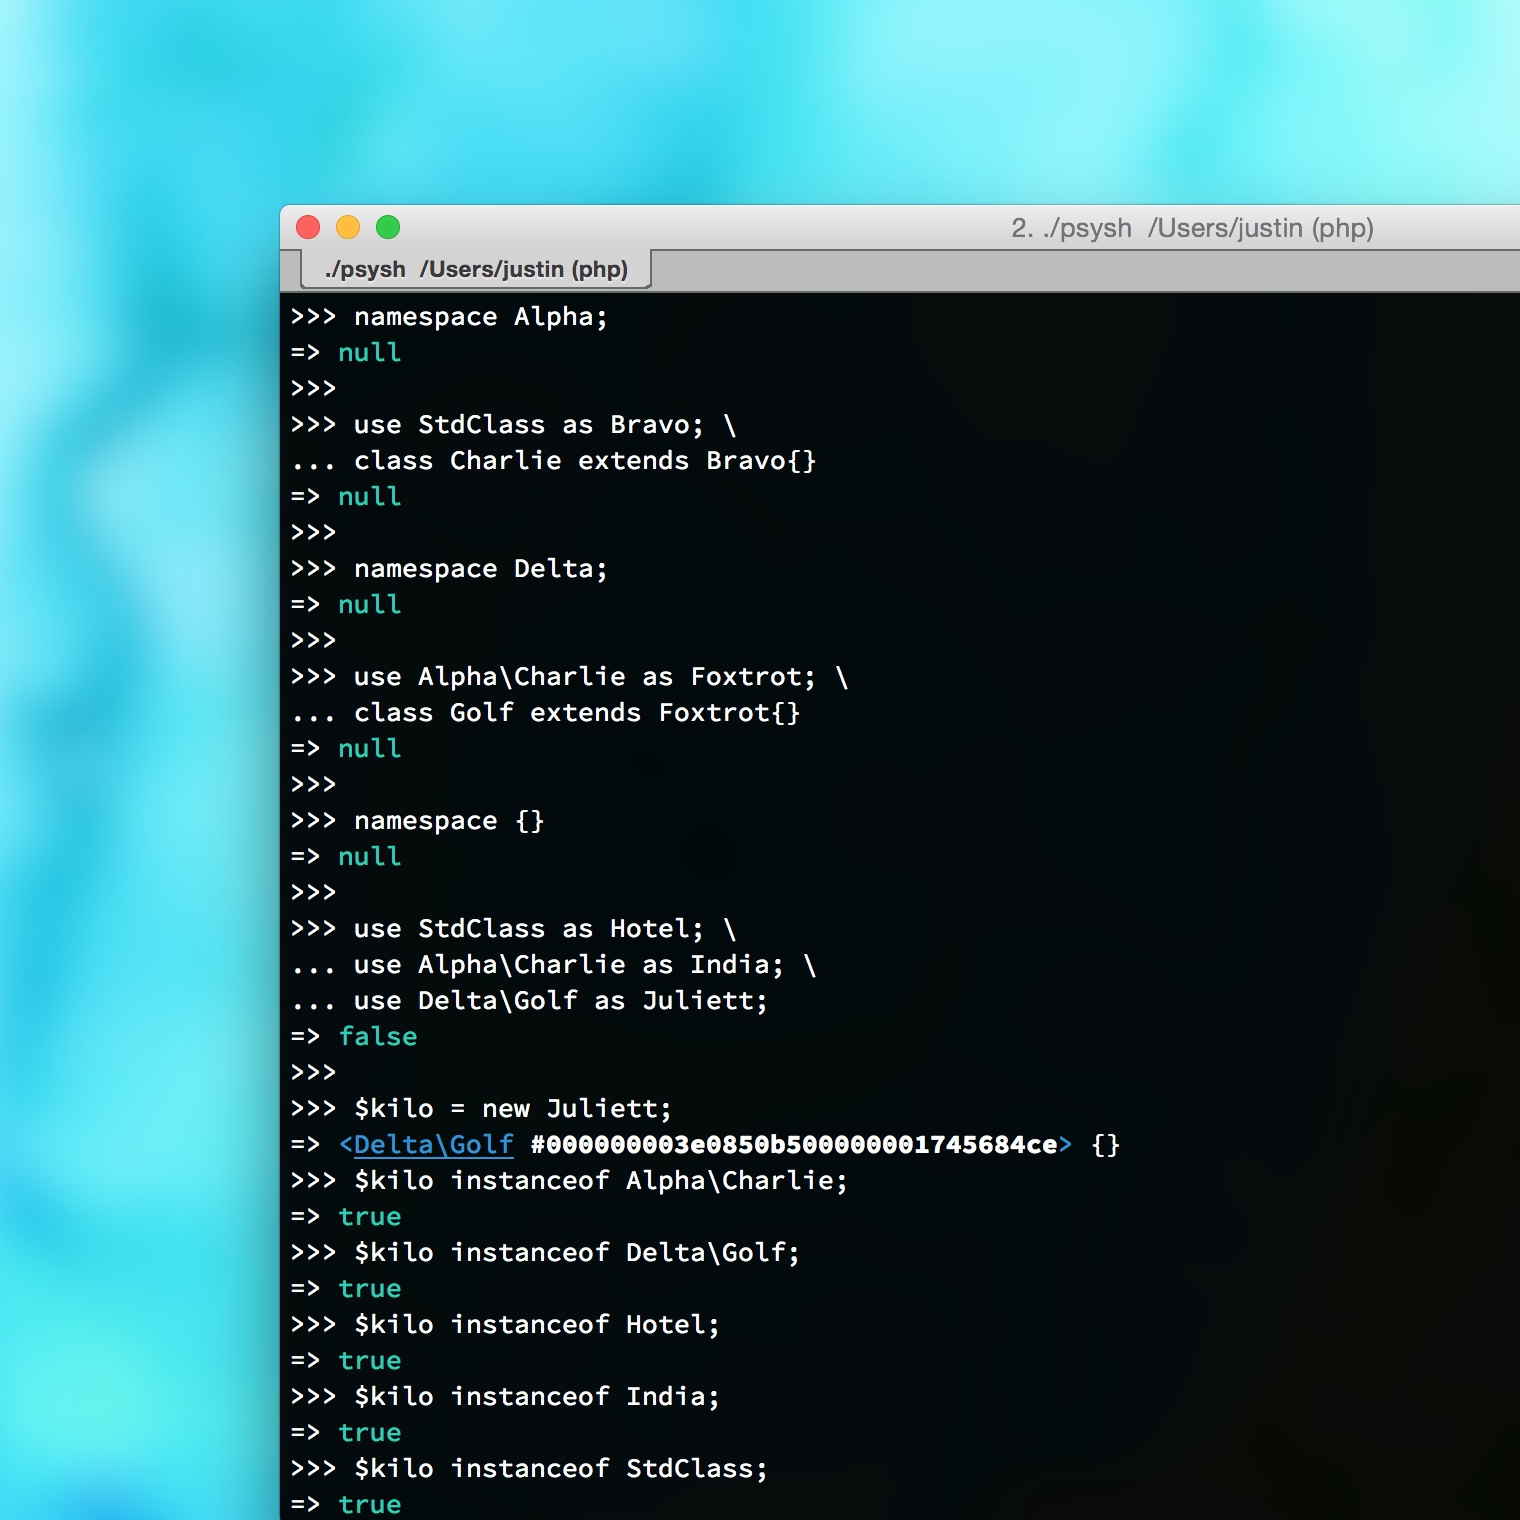 2. ./psysh  /Users/justin (php)
./psysh  /Users/justin (php)
>>> namespace Alpha;
=> null
>>>
>>> use StdClass as Bravo; \
... class Charlie extends Bravo{}
=> null
>>>
>>> namespace Delta;
=> null
>>>
>>> use Alpha\Charlie as Foxtrot; \
... class Golf extends Foxtrot{}
=> null
>>>
>>> namespace {}
=> null
>>>
>>> use StdClass as Hotel; \
... use Alpha\Charlie as India; \
... use Delta\Golf as Juliett;
=> false
>>>
>>> $kilo = new Juliett;
=> <Delta\Golf #000000003e0850b500000001745684ce> {}
>>> $kilo instanceof Alpha\Charlie;
=> true
>>> $kilo instanceof Delta\Golf;
=> true
>>> $kilo instanceof Hotel;
=> true
>>> $kilo instanceof India;
=> true
>>> $kilo instanceof StdClass;
=> true